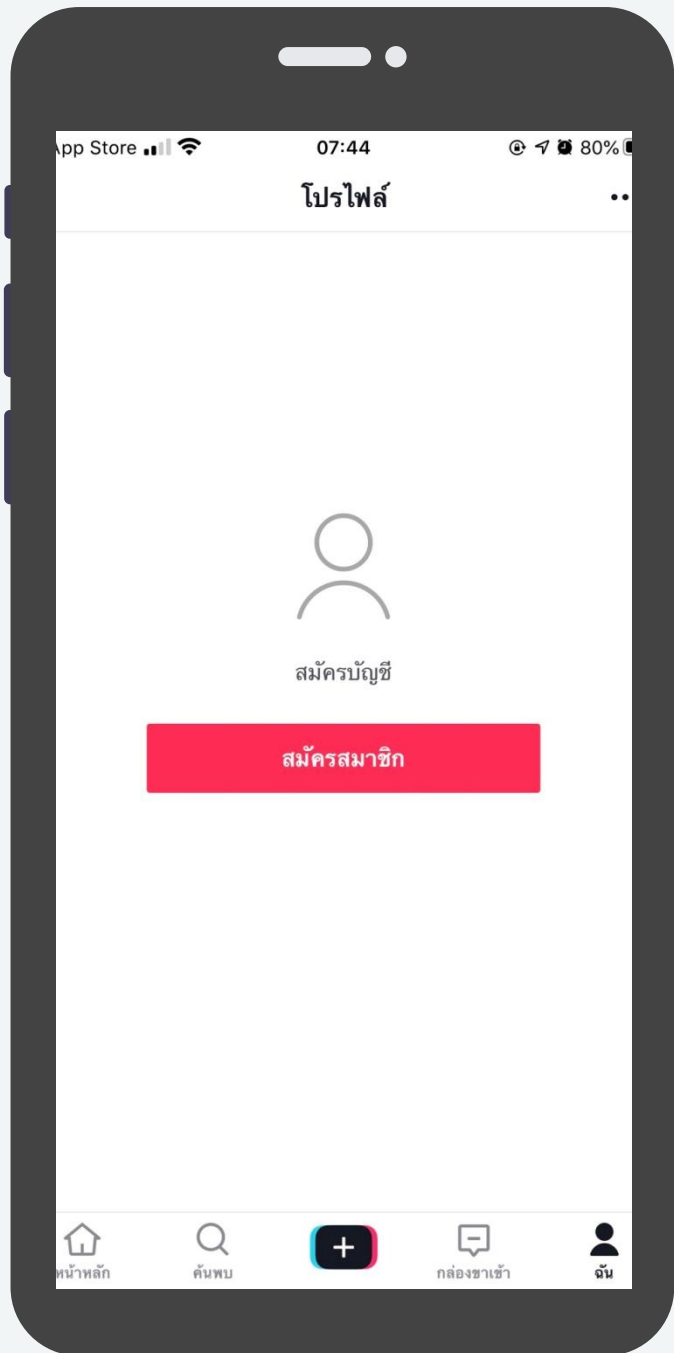 App Store 07:44 80%
โปรไฟล์
สมัครบัญชี
สมัครสมาชิก
หน้าหลัก ค้นพบ กล่องขาเข้า ฉัน